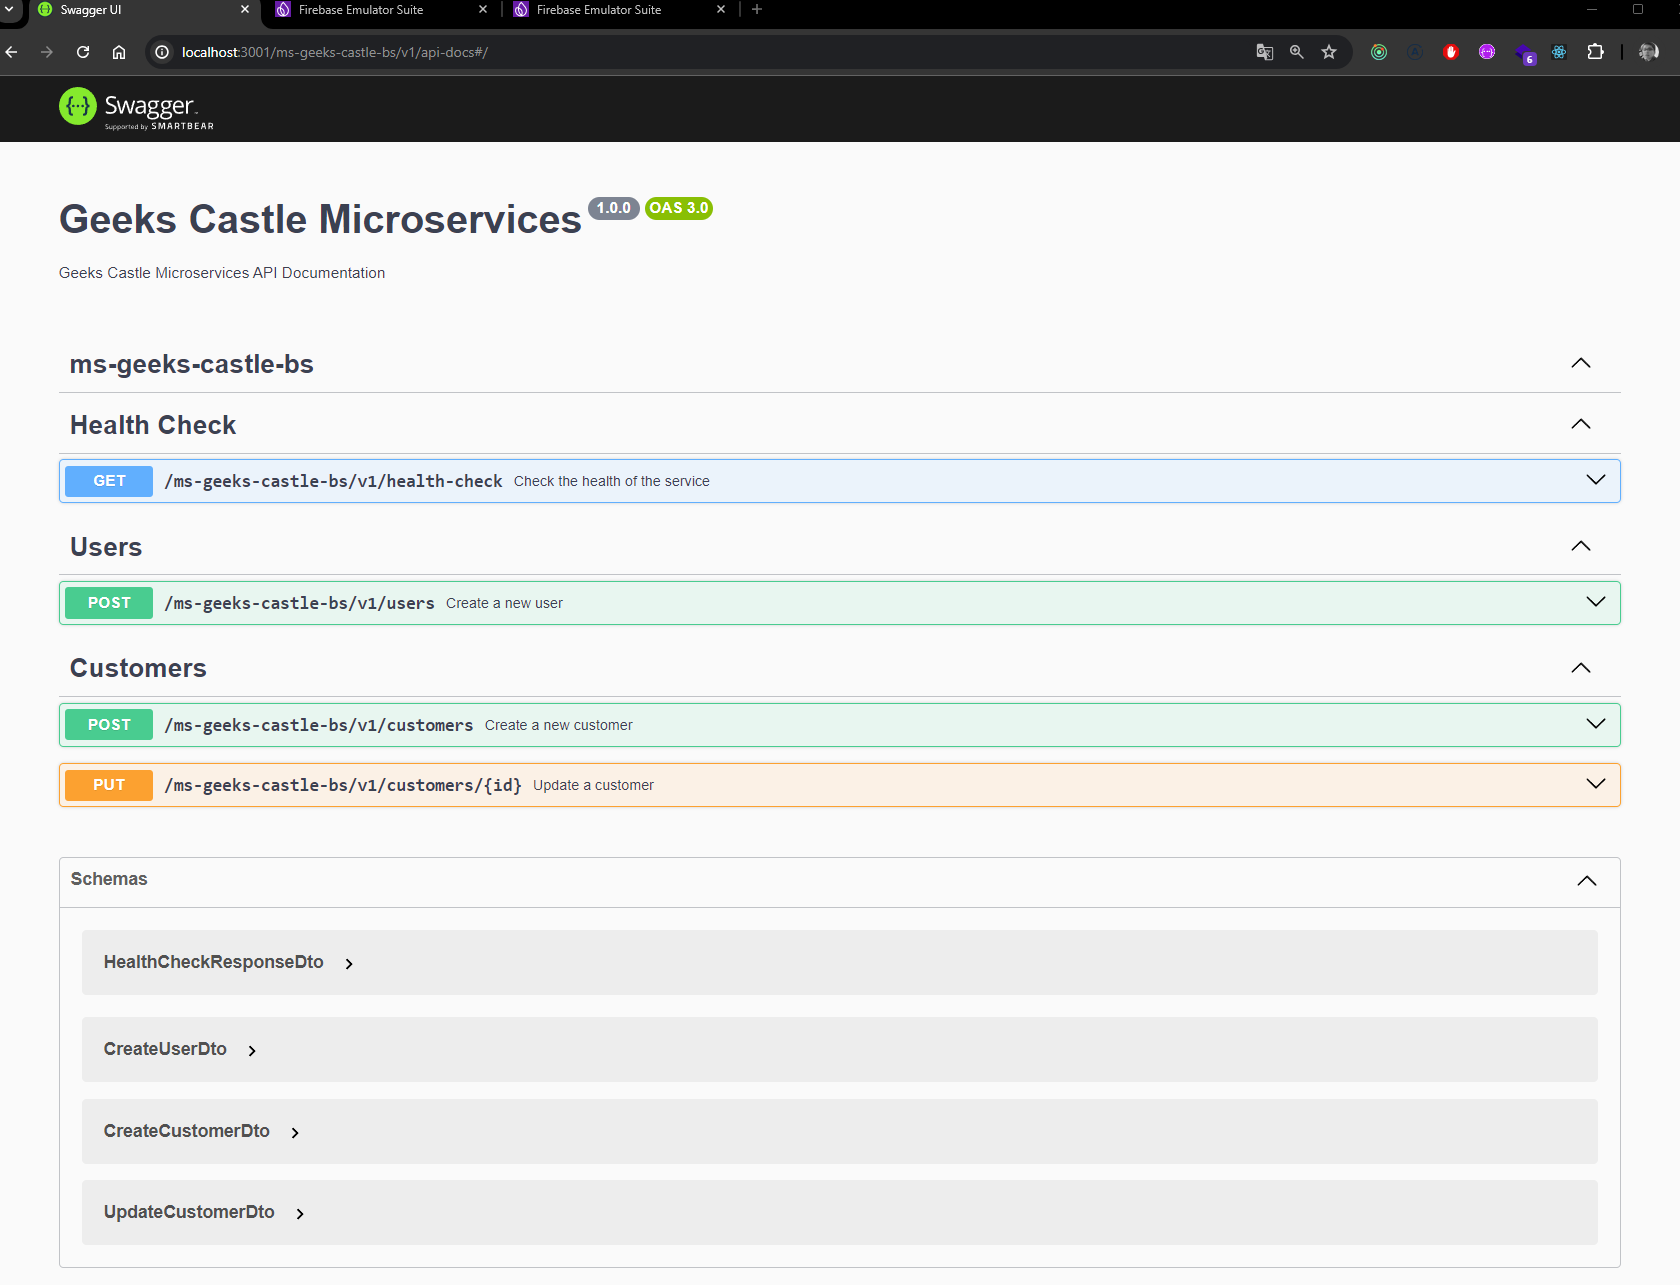 Swagger UI
Firebase Emulator Suite
Firebase Emulator Suite
localhost:3001/ms-geeks-castle-bs/v1/api-docs#/
6
Swagger.
Supported by SMARTBEAR
Geeks Castle Microservices 1.0.0 OAS 3.0
Geeks Castle Microservices API Documentation
ms-geeks-castle-bs
Health Check
GET /ms-geeks-castle-bs/v1/health-check Check the health of the service
Users
POST /ms-geeks-castle-bs/v1/users Create a new user
Customers
POST /ms-geeks-castle-bs/v1/customers Create a new customer
PUT /ms-geeks-castle-bs/v1/customers/{id} Update a customer
Schemas
HealthCheckResponseDto
CreateUserDto
CreateCustomerDto
UpdateCustomerDto